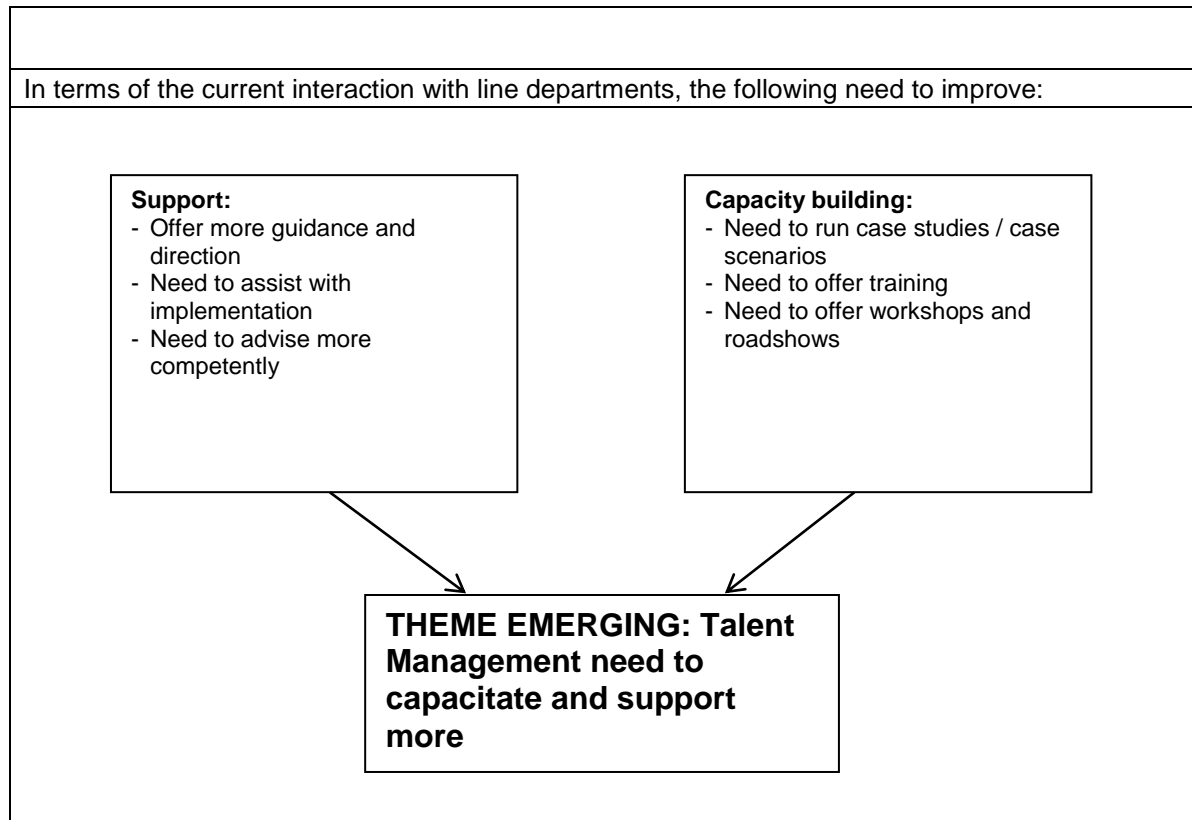 In terms of the current interaction with line departments, the following need to improve:
Support:
- Offer more guidance and
direction
- Need to assist with
implementation
- Need to advise more
competently
Capacity building:
- Need to run case studies / case
scenarios
- Need to offer training
- Need to offer workshops and
roadshows
THEME EMERGING: Talent
Management need to
capacitate and support
more